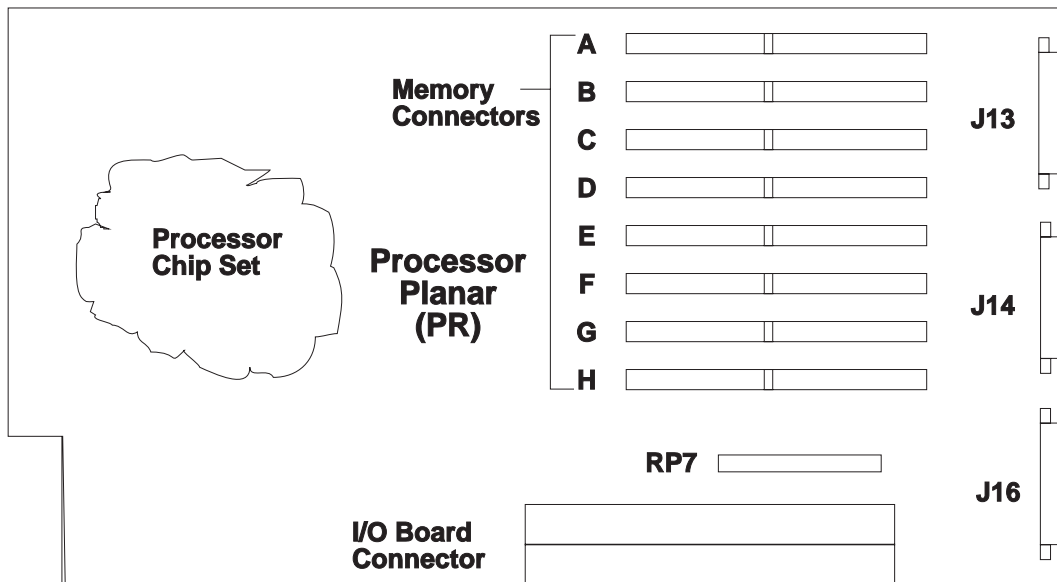 A
Memory
Connectors
B
J13
C
D
E
Processor
Chip Set
Processor
Planar
(PR)
F
J14
G
H
RP7
J16
I/O Board
Connector